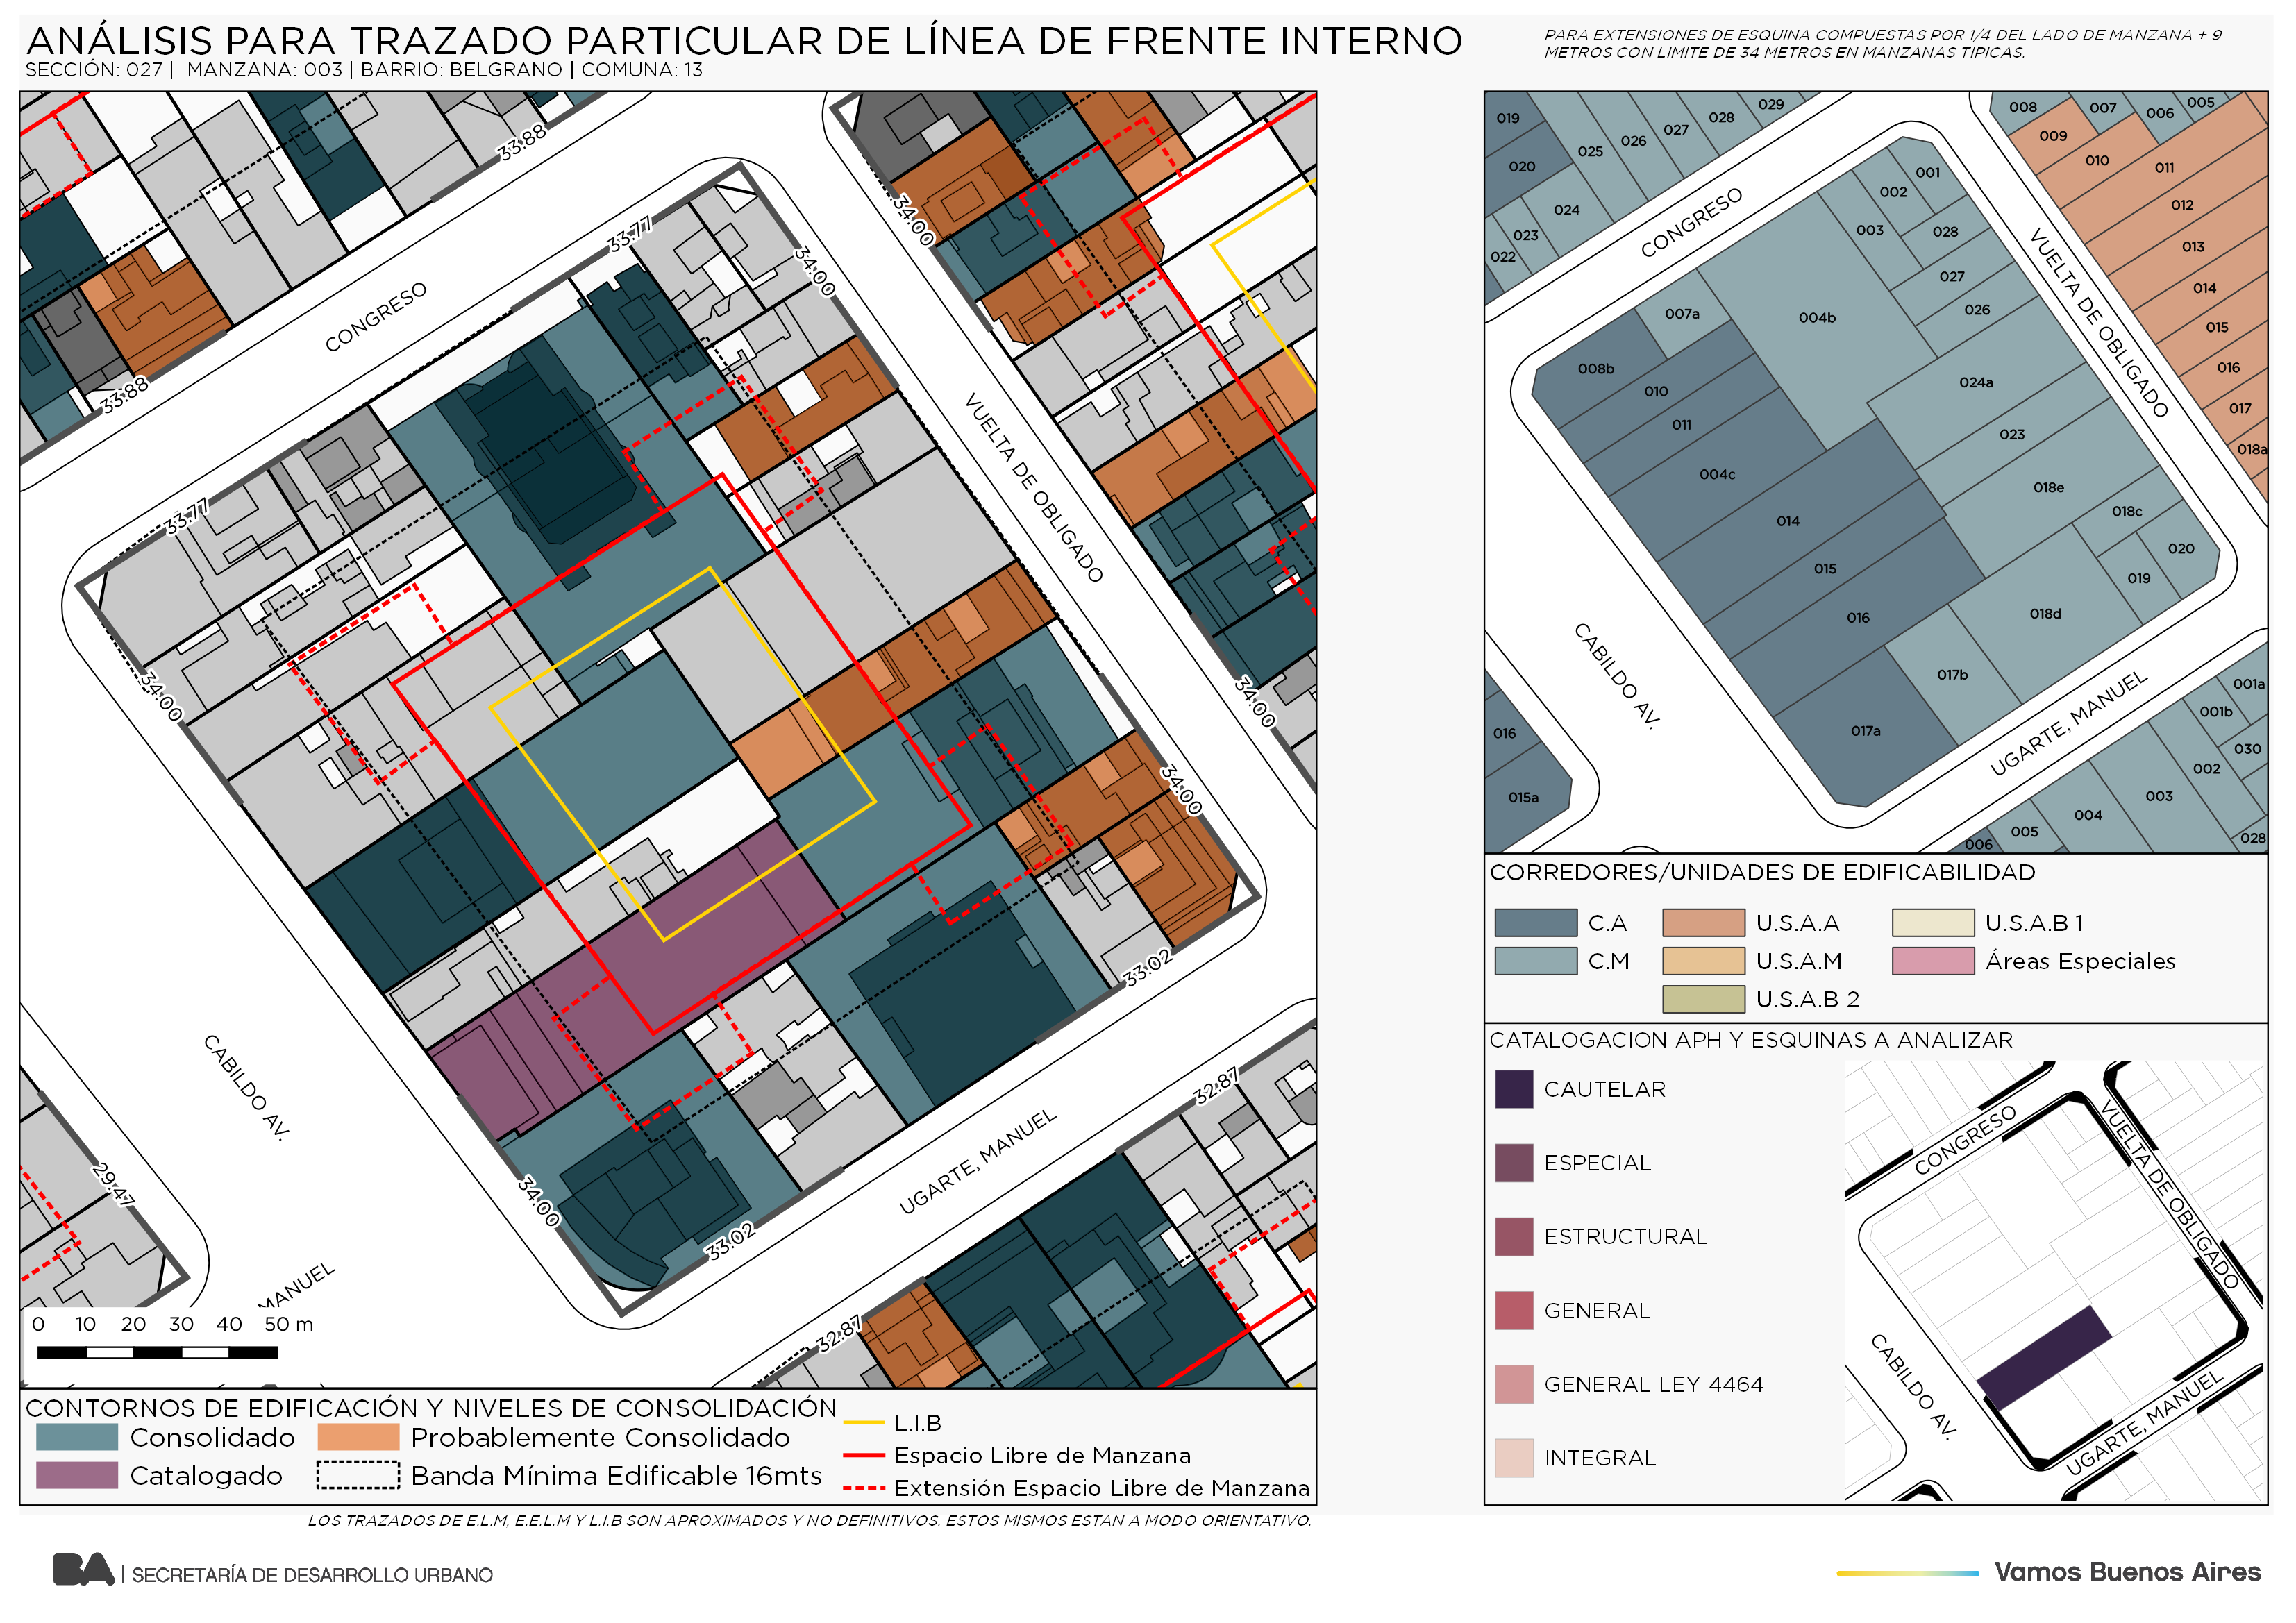 ANÁLISIS PARA TRAZADO PARTICULAR DE LÍNEA DE FRENTE INTERNO
SECCIÓN: 027 | MANZANA: 003 | BARRIO: BELGRANO | COMUNA: 13
PARA EXTENSIONES DE ESQUINA COMPUESTAS POR 1/4 DEL LADO DE MANZANA + 9
METROS CON LIMITE DE 34 METROS EN MANZANAS TIPICAS.
33.88
33.88
CONGRESO
33.77
33.77
34.00
34.00
VUELTA DE OBLIGADO
34.00
34.00
34.00
CABILDO AV.
29.47
34.00
33.02
33.02
UGARTE, MANUEL
32.87
32.87
MANUEL
0 10 20 30 40 50 m
CONTORNOS DE EDIFICACIÓN Y NIVELES DE CONSOLIDACIÓN
Consolidado
Probablemente Consolidado
Catalogado
Banda Mínima Edificable 16mts
L.I.B
Espacio Libre de Manzana
Extensión Espacio Libre de Manzana
LOS TRAZADOS DE E.L.M, E.E.L.M Y L.I.B SON APROXIMADOS Y NO DEFINITIVOS. ESTOS MISMOS ESTAN A MODO ORIENTATIVO.
019
020
022
023
024
025
026
027
028
029
CONGRESO
008
007
006
005
009
010
011
012
013
014
015
016
017
018a
VUELTA DE OBLIGADO
001
002
003
028
027
026
004b
007a
008b
010
011
004c
014
015
016
017a
017b
018d
024a
023
018e
018c
020
019
CABILDO AV.
UGARTE, MANUEL
016
015a
006
005
004
003
002
001b
001a
030
028
CORREDORES/UNIDADES DE EDIFICABILIDAD
C.A
U.S.A.A
U.S.A.B 1
C.M
U.S.A.M
Áreas Especiales
U.S.A.B 2
CATALOGACION APH Y ESQUINAS A ANALIZAR
CAUTELAR
ESPECIAL
ESTRUCTURAL
GENERAL
GENERAL LEY 4464
INTEGRAL
CONGRESO
VUELTA DE OBLIGADO
CABILDO AV.
UGARTE, MANUEL
BA | SECRETARÍA DE DESARROLLO URBANO
Vamos Buenos Aires